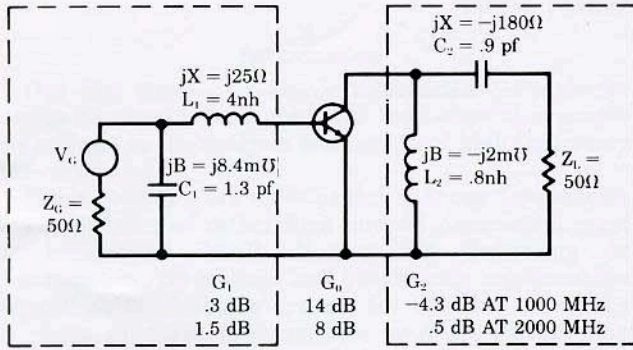 jX = −j180Ω
C₂ = .9 pf
jX = j25Ω
L₁ = 4nh
V_G
jB = j8.4m℧
C₁ = 1.3 pf
Z_G =
50Ω
jB = −j2m℧
L₂ = .8nh
Z_L =
50Ω
G₁ G₀ G₂
.3 dB 14 dB −4.3 dB AT 1000 MHz
1.5 dB 8 dB .5 dB AT 2000 MHz